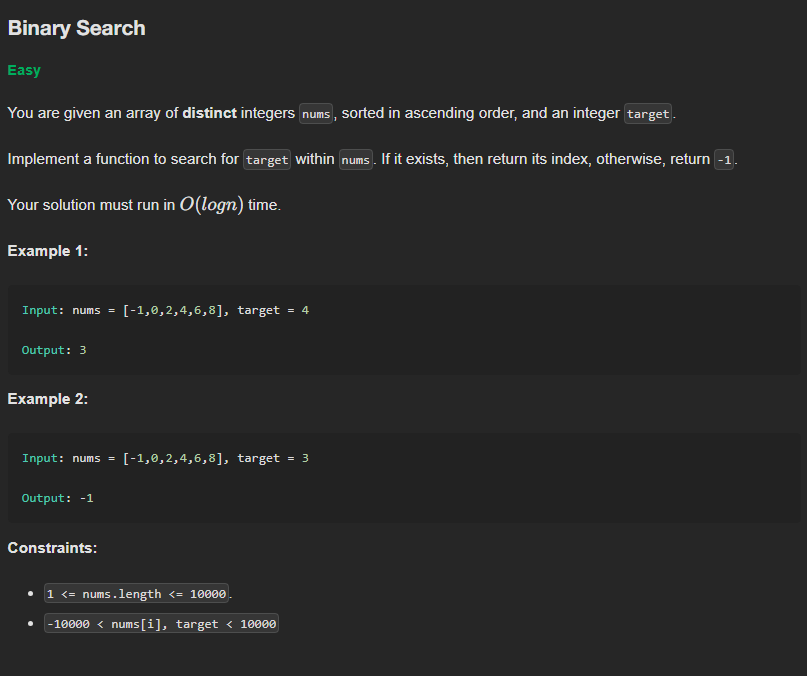 Binary Search
Easy
You are given an array of distinct integers nums, sorted in ascending order, and an integer target.
Implement a function to search for target within nums. If it exists, then return its index, otherwise, return -1.
Your solution must run in O(logn) time.
Example 1:
Input: nums = [-1,0,2,4,6,8], target = 4
Output: 3
Example 2:
Input: nums = [-1,0,2,4,6,8], target = 3
Output: -1
Constraints:
• 1 <= nums.length <= 10000.
• -10000 < nums[i], target < 10000